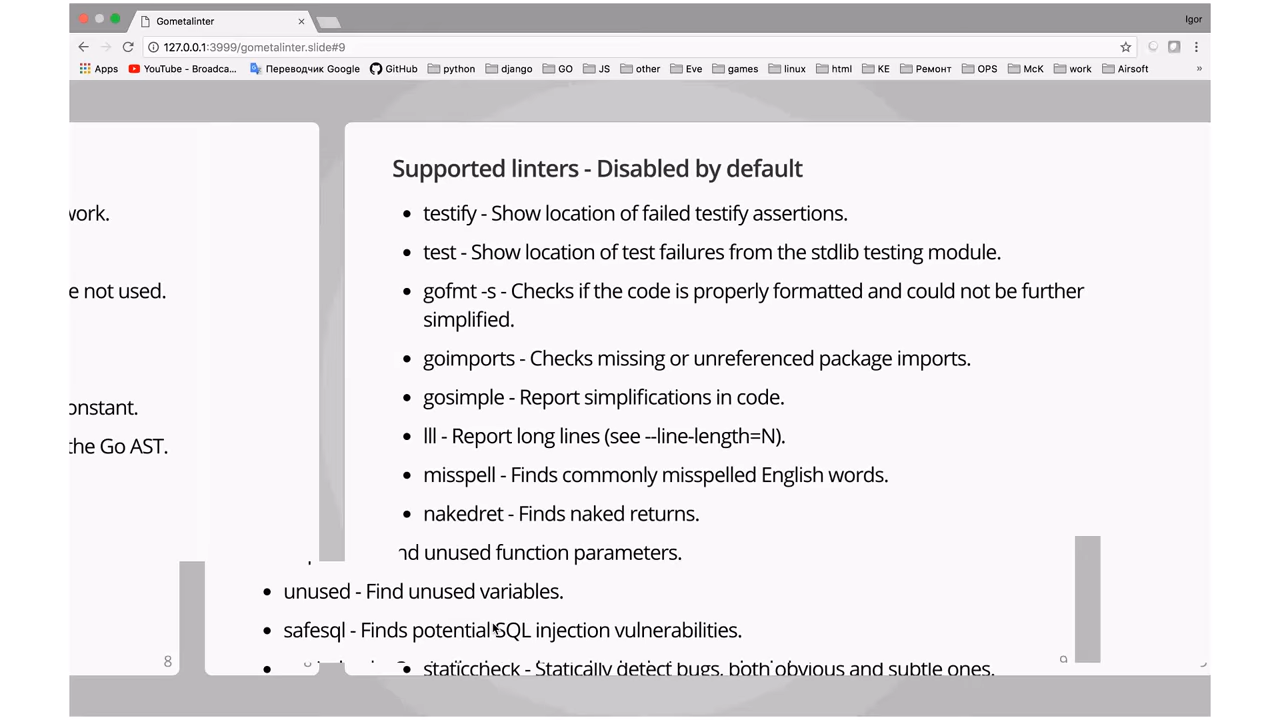 Gometalinter
Igor
127.0.0.1:3999/gometalinter.slide#9
Apps YouTube - Broadca... Переводчик Google GitHub python django GO JS other Eve games linux html KE Ремонт OPS McK work Airsoft »
Supported linters - Disabled by default
work.
testify - Show location of failed testify assertions.
test - Show location of test failures from the stdlib testing module.
e not used.
gofmt -s - Checks if the code is properly formatted and could not be further
simplified.
goimports - Checks missing or unreferenced package imports.
gosimple - Report simplifications in code.
onstant.
lll - Report long lines (see --line-length=N).
the Go AST.
misspell - Finds commonly misspelled English words.
nakedret - Finds naked returns.
nd unused function parameters.
unused - Find unused variables.
safesql - Finds potential SQL injection vulnerabilities.
staticcheck - Statically detect bugs, both obvious and subtle ones.
8
9